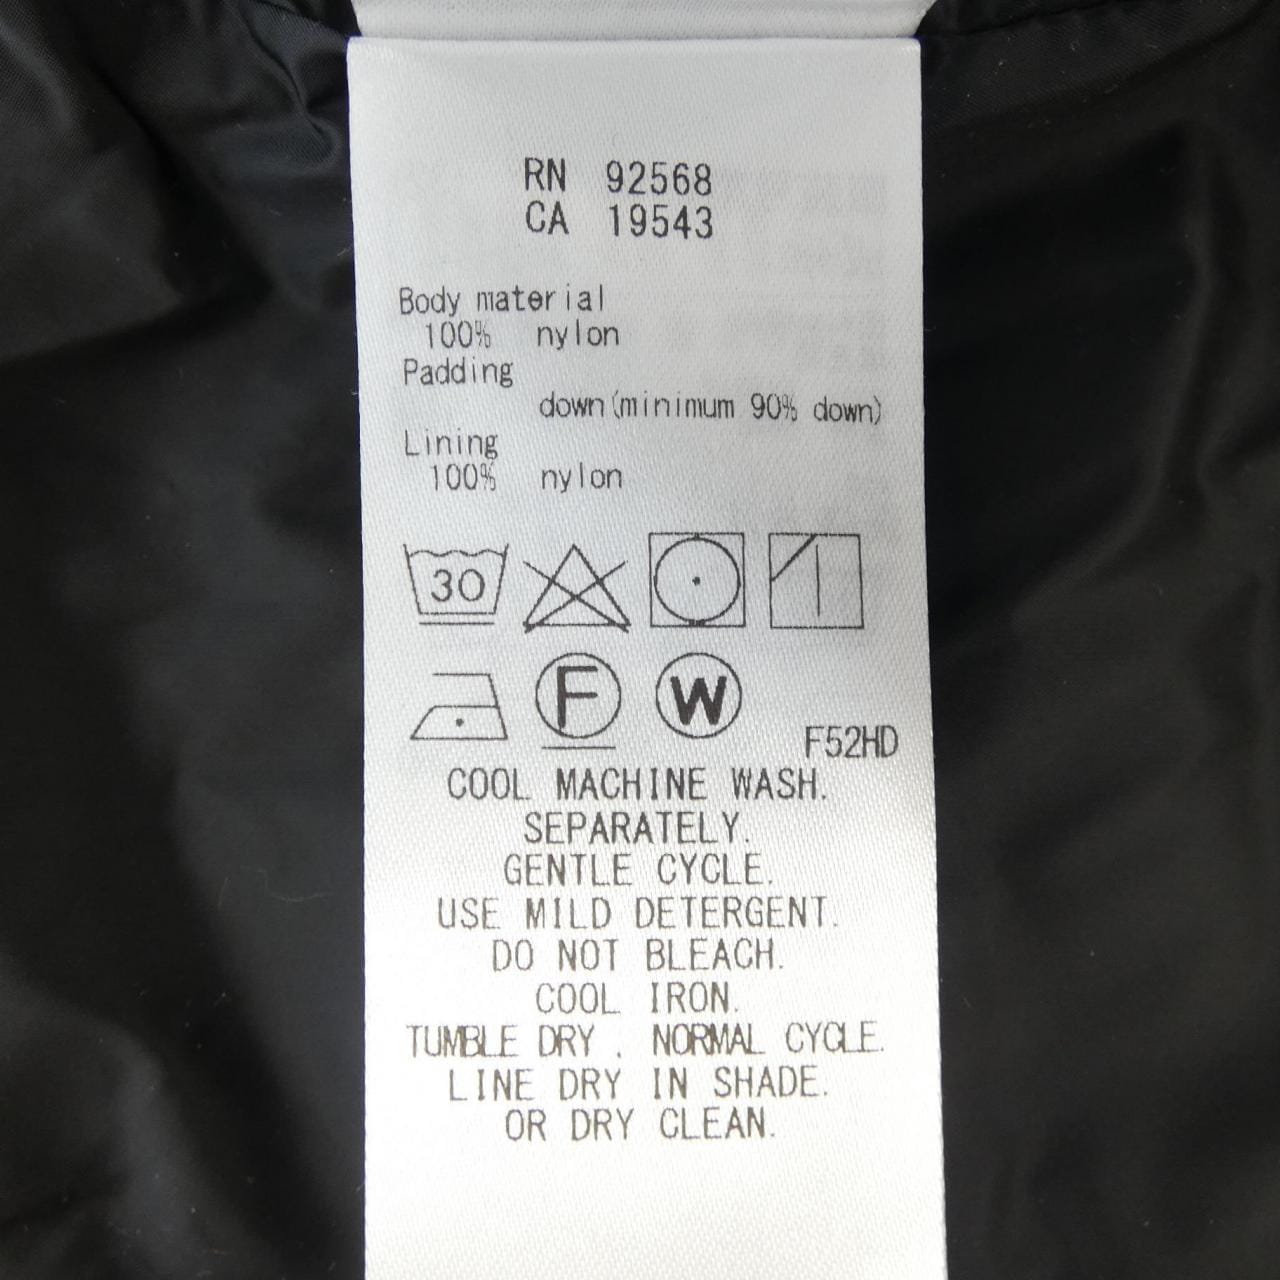 RN 92568
CA 19543
Body material
100% nylon
Padding
down(minimum 90% down)
Lining
100% nylon
30
F W
F52HD
COOL MACHINE WASH.
SEPARATELY.
GENTLE CYCLE.
USE MILD DETERGENT.
DO NOT BLEACH.
COOL IRON.
TUMBLE DRY . NORMAL CYCLE.
LINE DRY IN SHADE.
OR DRY CLEAN.